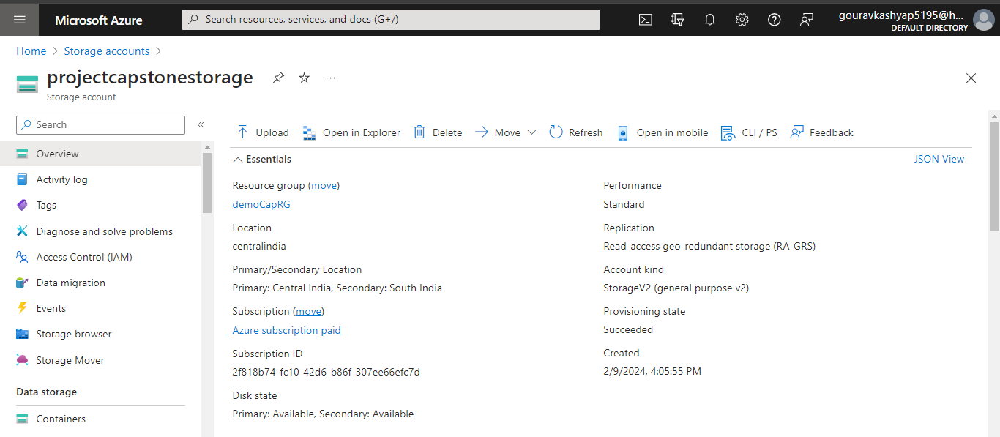 Microsoft Azure
Search resources, services, and docs (G+/)
gouravkashyap5195@h...
DEFAULT DIRECTORY
Home > Storage accounts >
projectcapstonestorage
Storage account
Search
Upload Open in Explorer Delete Move Refresh Open in mobile CLI / PS Feedback
Overview
Activity log
Tags
Diagnose and solve problems
Access Control (IAM)
Data migration
Events
Storage browser
Storage Mover
Data storage
Containers
Essentials
JSON View
Resource group (move)
demoCapRG
Location
centralindia
Primary/Secondary Location
Primary: Central India, Secondary: South India
Subscription (move)
Azure subscription paid
Subscription ID
2f818b74-fc10-42d6-b86f-307ee66efc7d
Disk state
Primary: Available, Secondary: Available
Performance
Standard
Replication
Read-access geo-redundant storage (RA-GRS)
Account kind
StorageV2 (general purpose v2)
Provisioning state
Succeeded
Created
2/9/2024, 4:05:55 PM